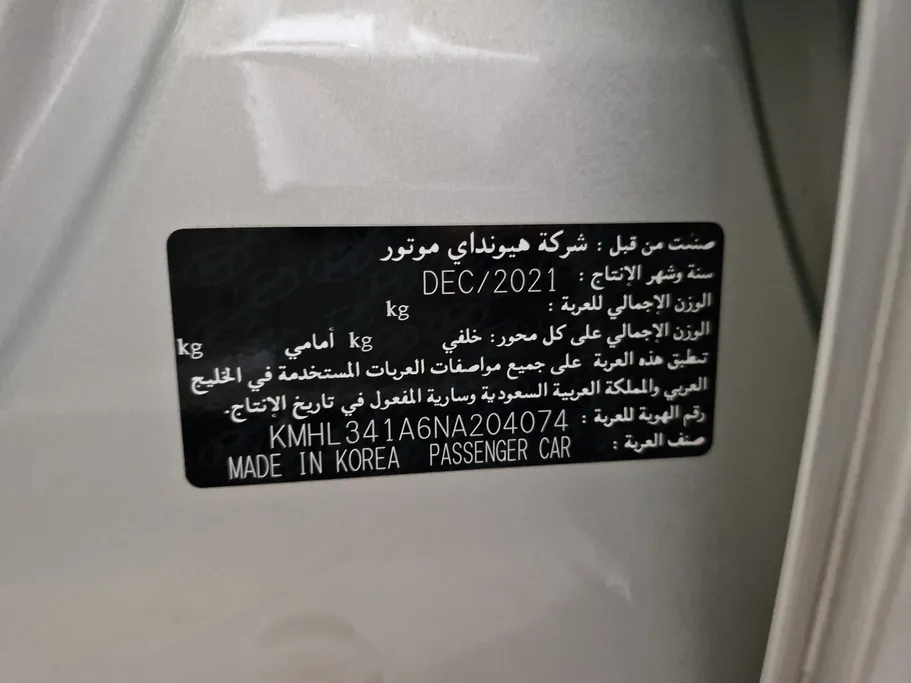 صنعت من قبل : شركة هيونداي موتور
سنة وشهر الإنتاج : DEC/2021
الوزن الإجمالي للعربة : kg
الوزن الإجمالي على كل محور: خلفي kg أمامي kg
تنطبق هذه العربة على جميع مواصفات العربات المستخدمة في الخليج
العربي والمملكة العربية السعودية وسارية المفعول في تاريخ الإنتاج.
رقم الهوية للعربة : KMHL341A6NA204074
صنف العربة : PASSENGER CAR MADE IN KOREA